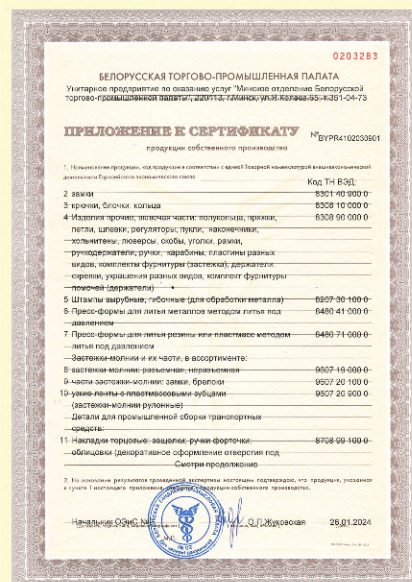 0203283
БЕЛОРУССКАЯ ТОРГОВО-ПРОМЫШЛЕННАЯ ПАЛАТА
Унитарное предприятие по оказанию услуг "Минское отделение Белорусской
торгово-промышленной палаты", 220113, г.Минск, ул.Я.Коласа,65, т.351-04-73
ПРИЛОЖЕНИЕ К СЕРТИФИКАТУ № BYPR4102030901
продукции собственного производства
1. Наименование продукции, код продукции в соответствии с единой Товарной номенклатурой внешнеэкономической
деятельности Евразийского экономического союза
Код ТН ВЭД:
2 замки 8301 40 900 0
3 крючки, блочки, кольца 8308 10 000 0
4 Изделия прочие, включая части: полукольца, пряжки, 8308 90 000 0
петли, шлевки, регуляторы, пукли, наконечники,
хольнитены, люверсы, скобы, уголки, рамки,
ручкодержатели, ручки, карабины, пластины разных
видов, комплекты фурнитуры (застежка), держатели
скрепки, украшения разных видов, комплект фурнитуры
помочей (держатели)
5 Штампы вырубные, гибочные (для обработки металла) 8207 30 100 0
6 Пресс-формы для литья металлов методом литья под 8480 41 000 0
давлением
7 Пресс-формы для литья резины или пластмасс методом 8480 71 000 0
литья под давлением
Застежки-молнии и их части, в ассортименте:
8 застежки-молнии: разъемная, неразъемная 9607 19 000 0
9 части застежки-молнии: замки, брелоки 9607 20 100 0
10 узкие ленты с пластмассовыми зубцами 9607 20 900 0
(застежки-молнии рулонные)
Детали для промышленной сборки транспортных
средств:
11 Накладки торцовые; защелки; ручки форточки; 8708 99 100 0
облицовки (декоративное оформление отверстия под
Смотри продолжение
2. На основании результатов проведенной экспертизы настоящим подтверждаю, что продукция, указанная
в пункте 1 настоящего приложения, является продукцией собственного производства.
Начальник ОЭиС О.Л.Жуковская 26.01.2024
М.П.